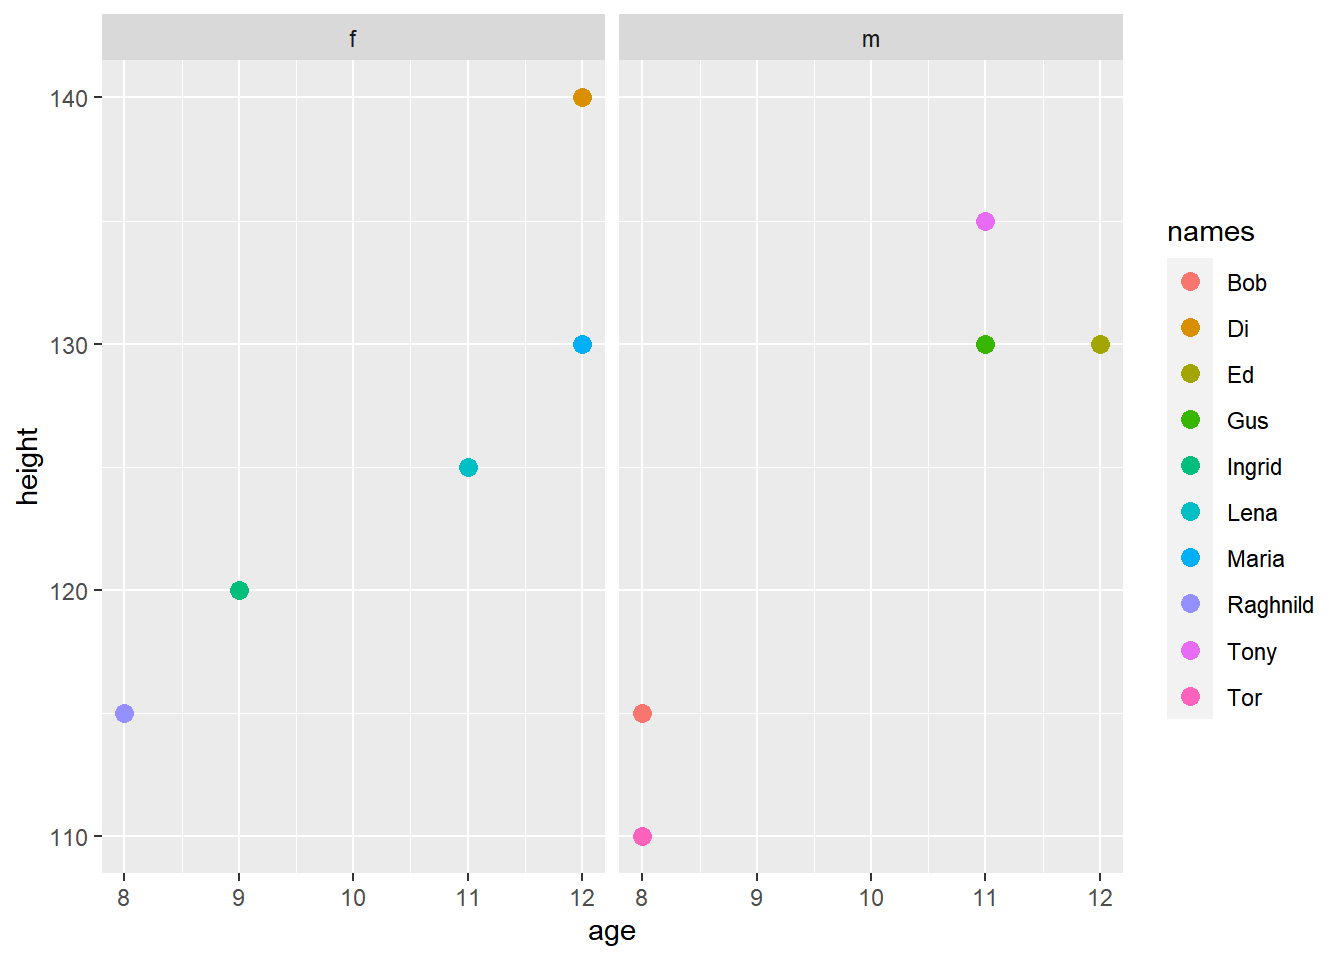 f
m
140
130
120
110
height
8 9 10 11 12
8 9 10 11 12
age
names
Bob
Di
Ed
Gus
Ingrid
Lena
Maria
Raghnild
Tony
Tor